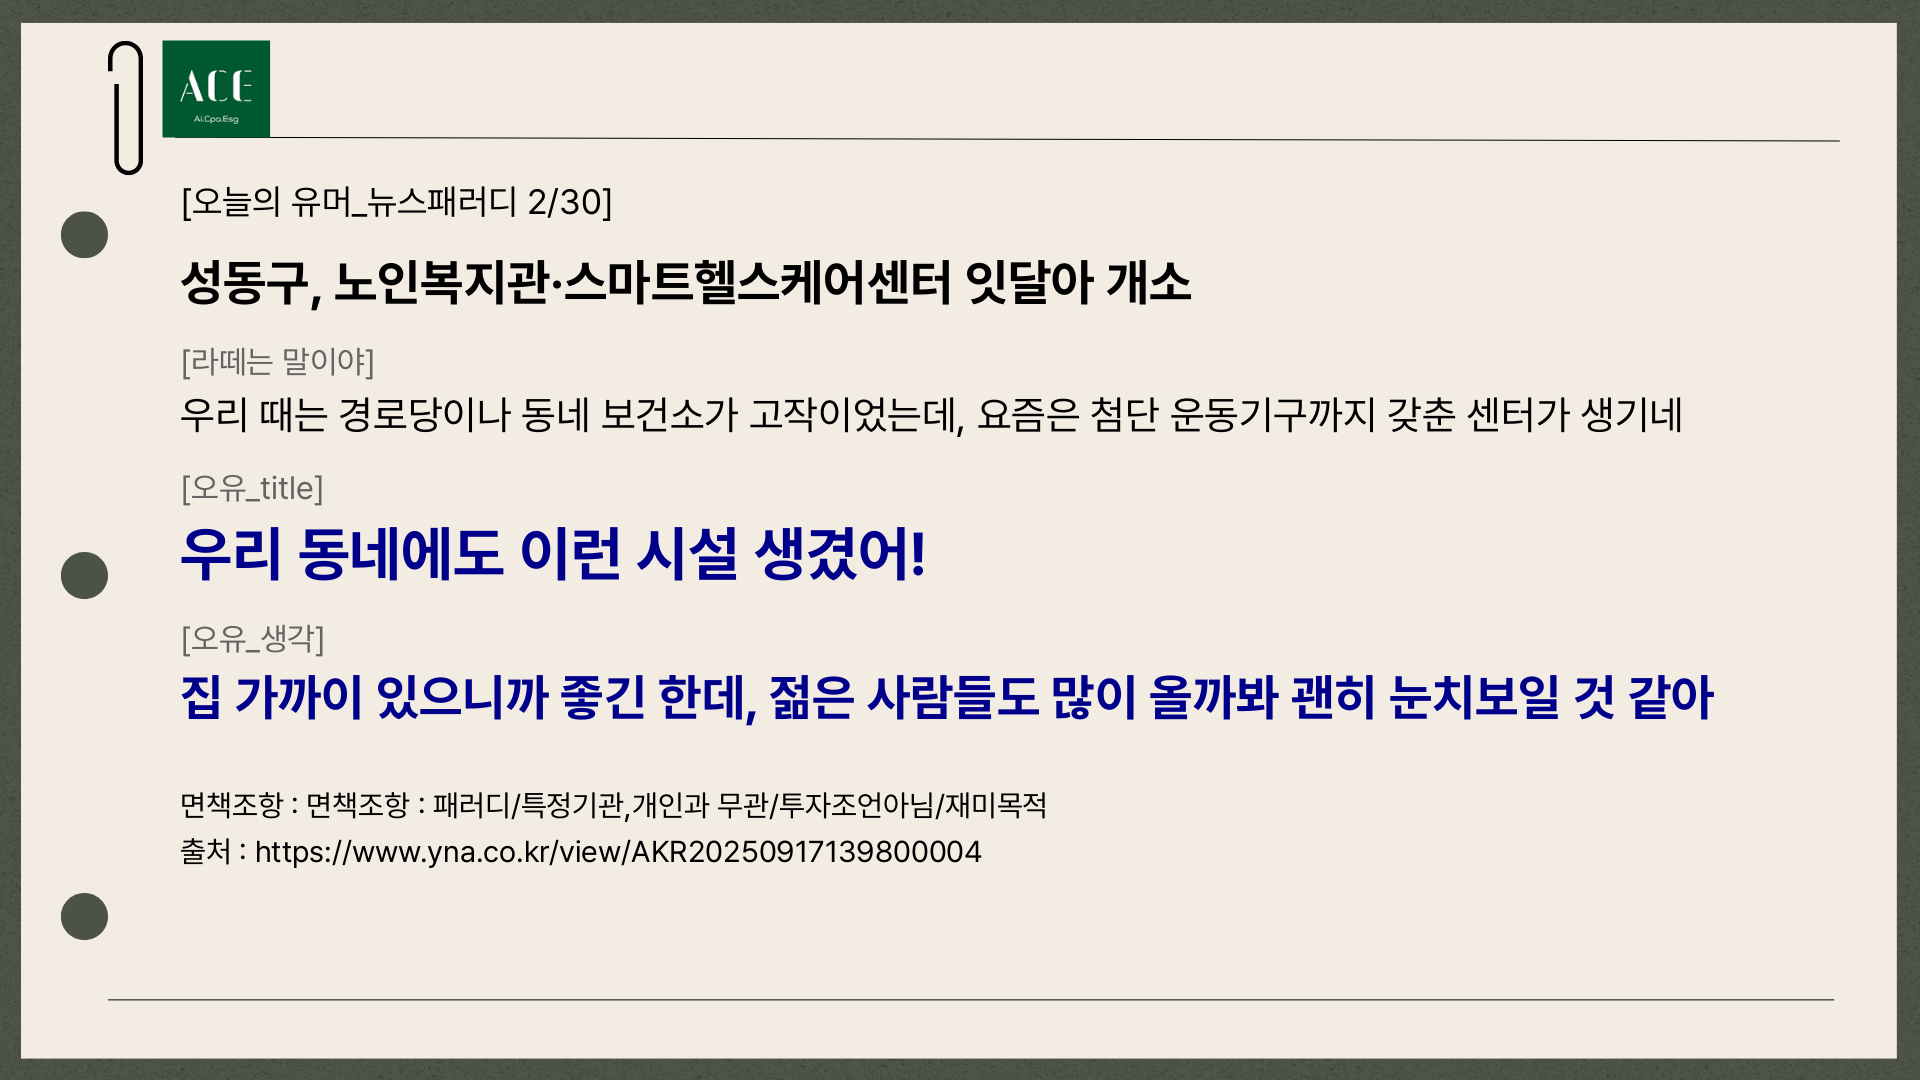 ACE
Ai.Cpa.Esg
[오늘의 유머_뉴스패러디 2/30]
성동구, 노인복지관·스마트헬스케어센터 잇달아 개소
[라떼는 말이야]
우리 때는 경로당이나 동네 보건소가 고작이었는데, 요즘은 첨단 운동기구까지 갖춘 센터가 생기네
[오유_title]
우리 동네에도 이런 시설 생겼어!
[오유_생각]
집 가까이 있으니까 좋긴 한데, 젊은 사람들도 많이 올까봐 괜히 눈치보일 것 같아
면책조항 : 면책조항 : 패러디/특정기관,개인과 무관/투자조언아님/재미목적
출처 : https://www.yna.co.kr/view/AKR20250917139800004